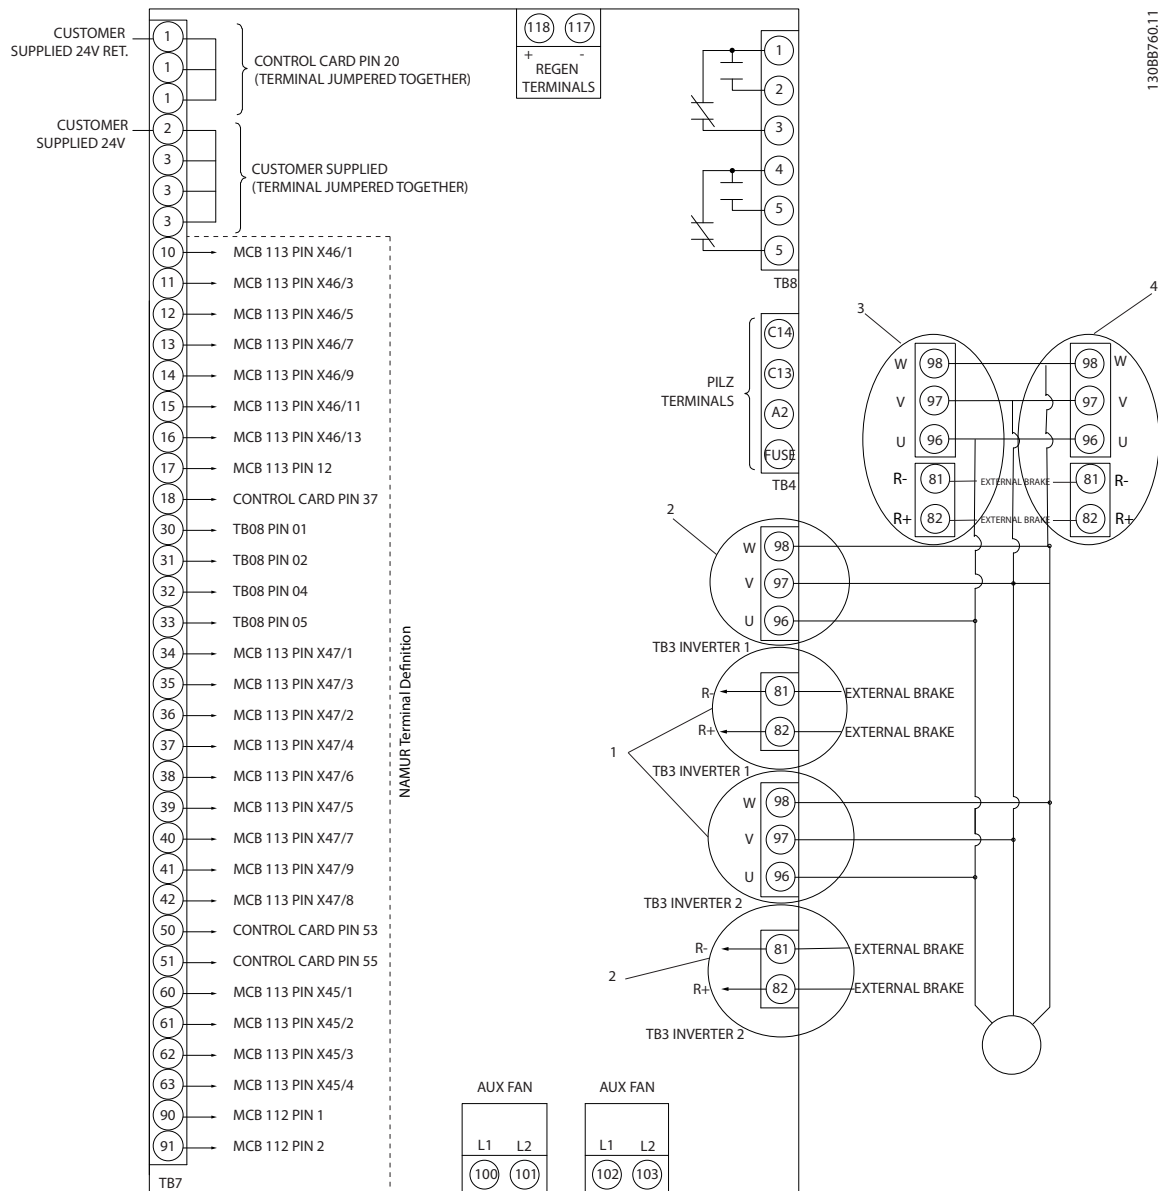 130BB760.11
CUSTOMER
SUPPLIED 24V RET.
1
1
1
CONTROL CARD PIN 20
(TERMINAL JUMPERED TOGETHER)
CUSTOMER
SUPPLIED 24V
2
3
3
3
CUSTOMER SUPPLIED
(TERMINAL JUMPERED TOGETHER)
10 MCB 113 PIN X46/1
11 MCB 113 PIN X46/3
12 MCB 113 PIN X46/5
13 MCB 113 PIN X46/7
14 MCB 113 PIN X46/9
15 MCB 113 PIN X46/11
16 MCB 113 PIN X46/13
17 MCB 113 PIN 12
18 CONTROL CARD PIN 37
30 TB08 PIN 01
31 TB08 PIN 02
32 TB08 PIN 04
33 TB08 PIN 05
34 MCB 113 PIN X47/1
35 MCB 113 PIN X47/3
36 MCB 113 PIN X47/2
37 MCB 113 PIN X47/4
38 MCB 113 PIN X47/6
39 MCB 113 PIN X47/5
40 MCB 113 PIN X47/7
41 MCB 113 PIN X47/9
42 MCB 113 PIN X47/8
50 CONTROL CARD PIN 53
51 CONTROL CARD PIN 55
60 MCB 113 PIN X45/1
61 MCB 113 PIN X45/2
62 MCB 113 PIN X45/3
63 MCB 113 PIN X45/4
90 MCB 112 PIN 1
91 MCB 112 PIN 2
TB7
NAMUR Terminal Definition
118 117
+ -
REGEN
TERMINALS
1
2
3
4
5
5
TB8
PILZ
TERMINALS
C14
C13
A2
FUSE
TB4
2
W 98
V 97
U 96
TB3 INVERTER 1
R- 81 EXTERNAL BRAKE
R+ 82 EXTERNAL BRAKE
1
TB3 INVERTER 1
W 98
V 97
U 96
TB3 INVERTER 2
R- 81 EXTERNAL BRAKE
2
R+ 82 EXTERNAL BRAKE
TB3 INVERTER 2
3
4
W 98 98 W
V 97 97 V
U 96 96 U
R- 81 EXTERNAL BRAKE 81 R-
R+ 82 EXTERNAL BRAKE 82 R+
AUX FAN
L1 L2
100 101
AUX FAN
L1 L2
102 103